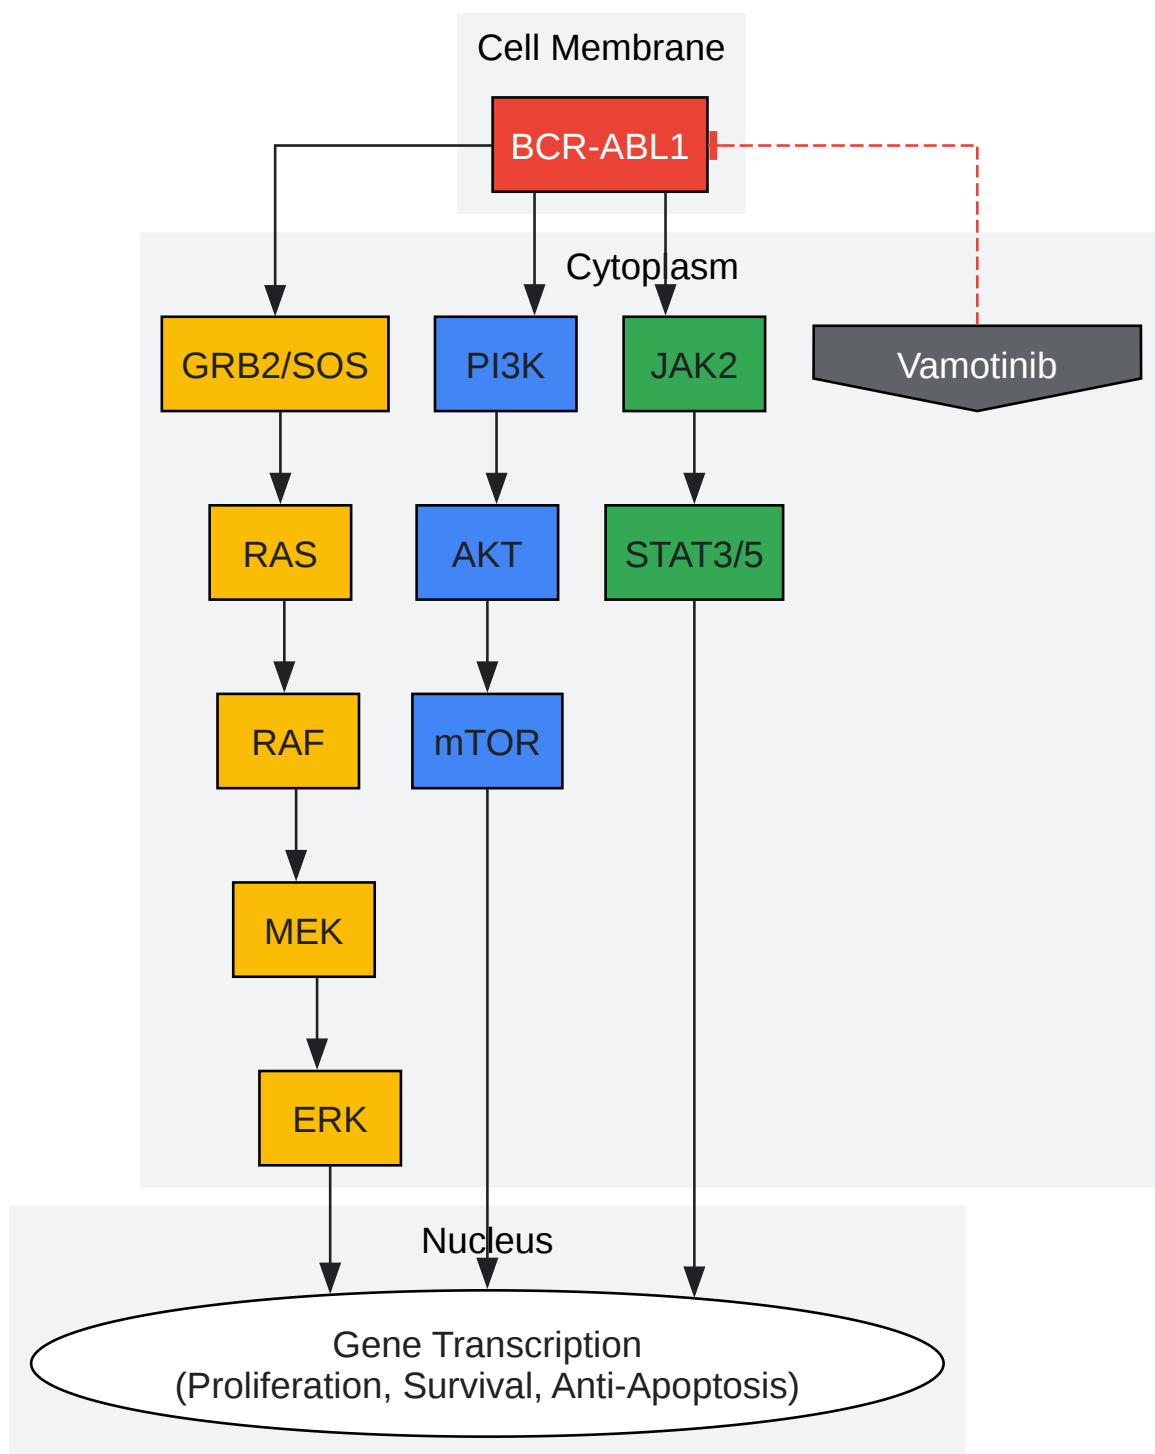 Cell Membrane
BCR-ABL1
Cytoplasm
GRB2/SOS
PI3K
JAK2
Vamotinib
RAS
AKT
STAT3/5
RAF
mTOR
MEK
ERK
Nucleus
Gene Transcription
(Proliferation, Survival, Anti-Apoptosis)